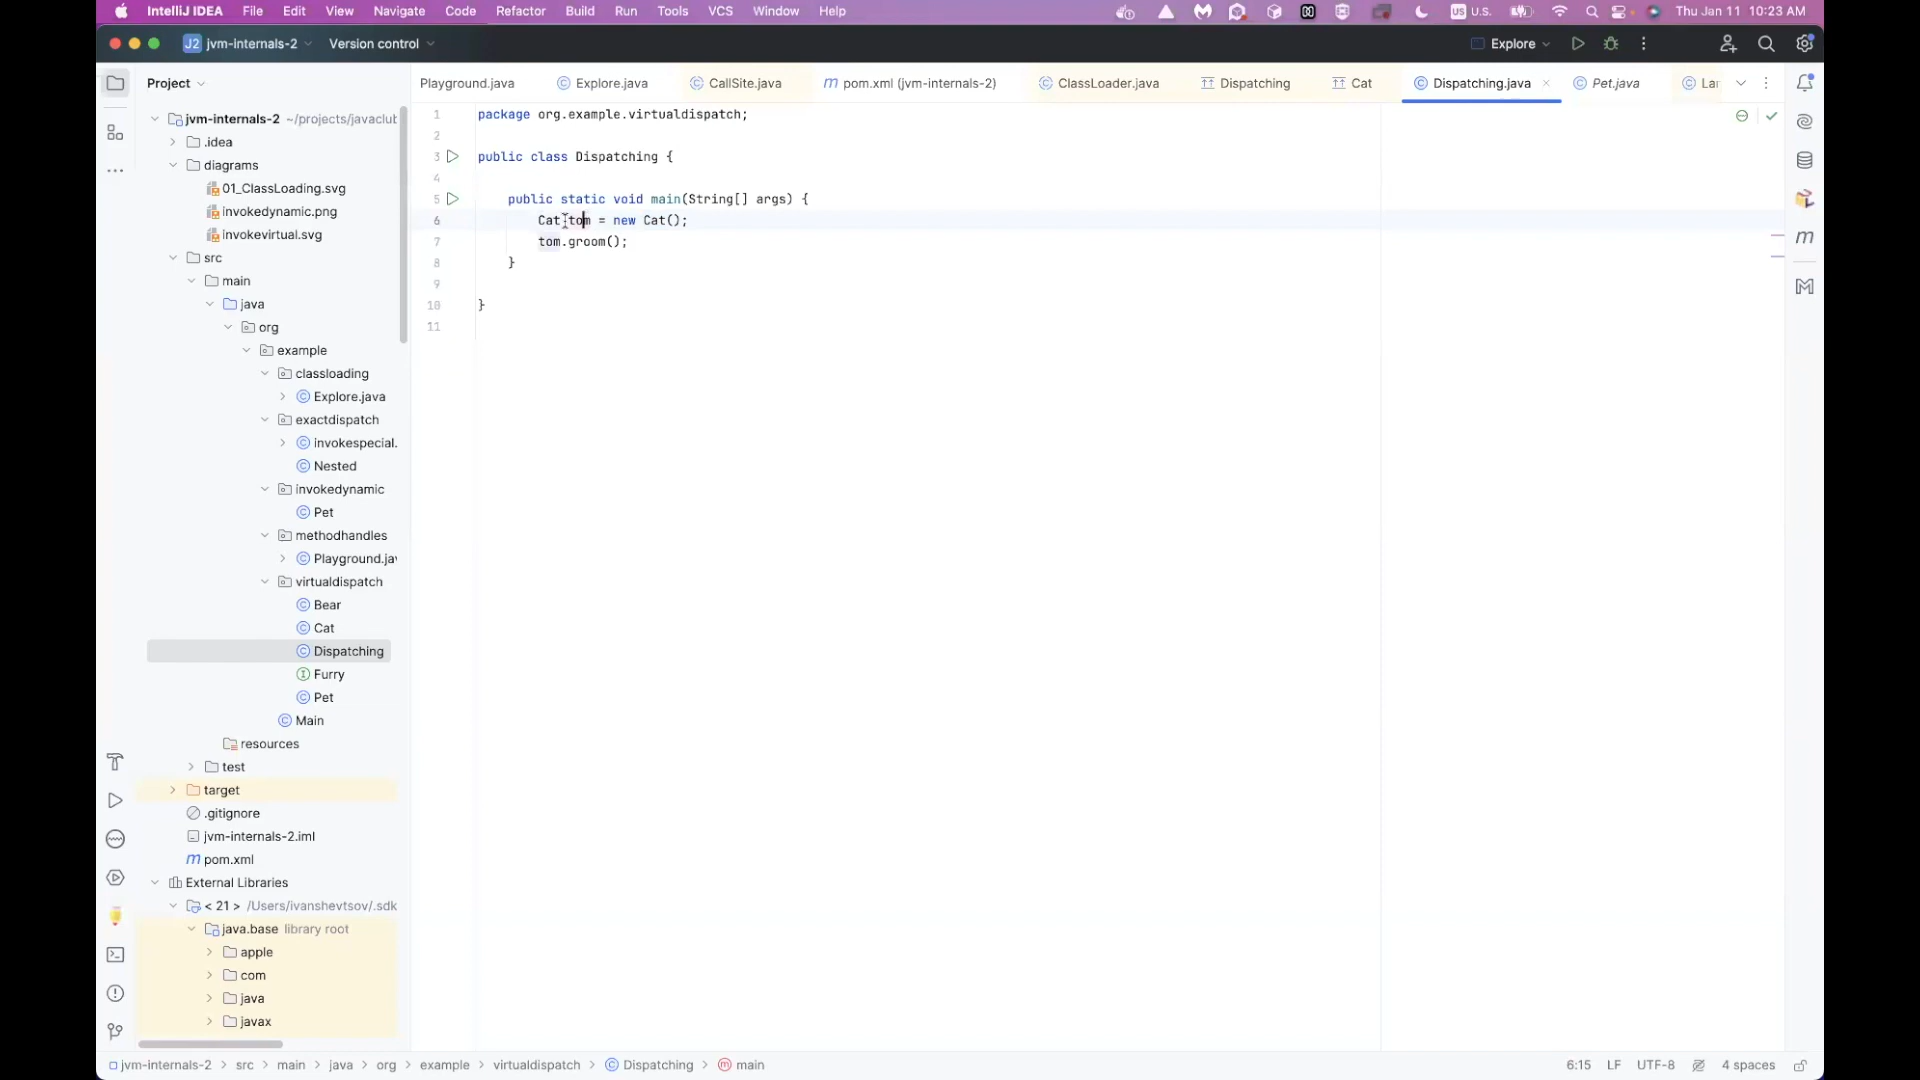 IntelliJ IDEA File Edit View Navigate Code Refactor Build Run Tools VCS Window Help U.S. Thu Jan 11 10:23 AM
J2 jvm-internals-2 Version control Explore
Project
Playground.java Explore.java CallSite.java pom.xml (jvm-internals-2) ClassLoader.java Dispatching Cat Dispatching.java Pet.java Lar
jvm-internals-2 ~/projects/javaclub
.idea
diagrams
01_ClassLoading.svg
invokedynamic.png
invokevirtual.svg
src
main
java
org
example
classloading
Explore.java
exactdispatch
invokespecial.
Nested
invokedynamic
Pet
methodhandles
Playground.jav
virtualdispatch
Bear
Cat
Dispatching
Furry
Pet
Main
resources
test
target
.gitignore
jvm-internals-2.iml
pom.xml
External Libraries
< 21 > /Users/ivanshevtsov/.sdk
java.base library root
apple
com
java
javax
1 package org.example.virtualdispatch;
2
3 public class Dispatching {
4
5 public static void main(String[] args) {
6 Cat tom = new Cat();
7 tom.groom();
8 }
9
10 }
11
jvm-internals-2 > src > main > java > org > example > virtualdispatch > Dispatching > main 6:15 LF UTF-8 4 spaces